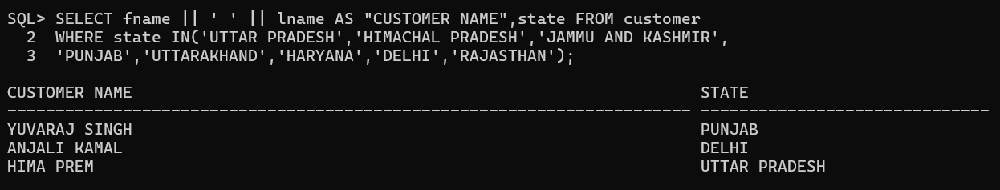 SQL> SELECT fname || ' ' || lname AS "CUSTOMER NAME",state FROM customer
  2  WHERE state IN('UTTAR PRADESH','HIMACHAL PRADESH','JAMMU AND KASHMIR',
  3  'PUNJAB','UTTARAKHAND','HARYANA','DELHI','RAJASTHAN');

CUSTOMER NAME                                                           STATE
----------------------------------------------------------------------- ------------------------------
YUVARAJ SINGH                                                           PUNJAB
ANJALI KAMAL                                                            DELHI
HIMA PREM                                                               UTTAR PRADESH